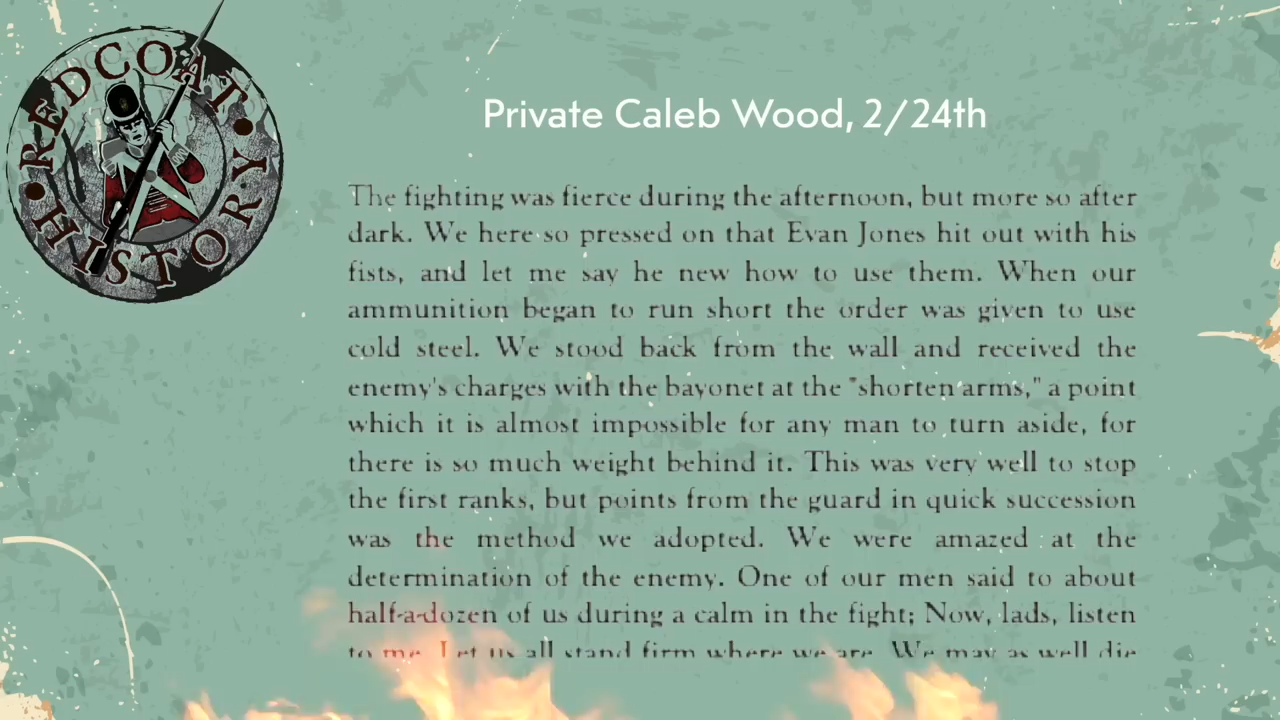 REDCOAT HISTORY
Private Caleb Wood, 2/24th
The fighting was fierce during the afternoon, but more so after
dark. We here so pressed on that Evan Jones hit out with his
fists, and let me say he new how to use them. When our
ammunition began to run short the order was given to use
cold steel. We stood back from the wall and received the
enemy's charges with the bayonet at the "shorten arms," a point
which it is almost impossible for any man to turn aside, for
there is so much weight behind it. This was very well to stop
the first ranks, but points from the guard in quick succession
was the method we adopted. We were amazed at the
determination of the enemy. One of our men said to about
half-a-dozen of us during a calm in the fight; Now, lads, listen
to me. Let us all stand firm where we are. We may as well die